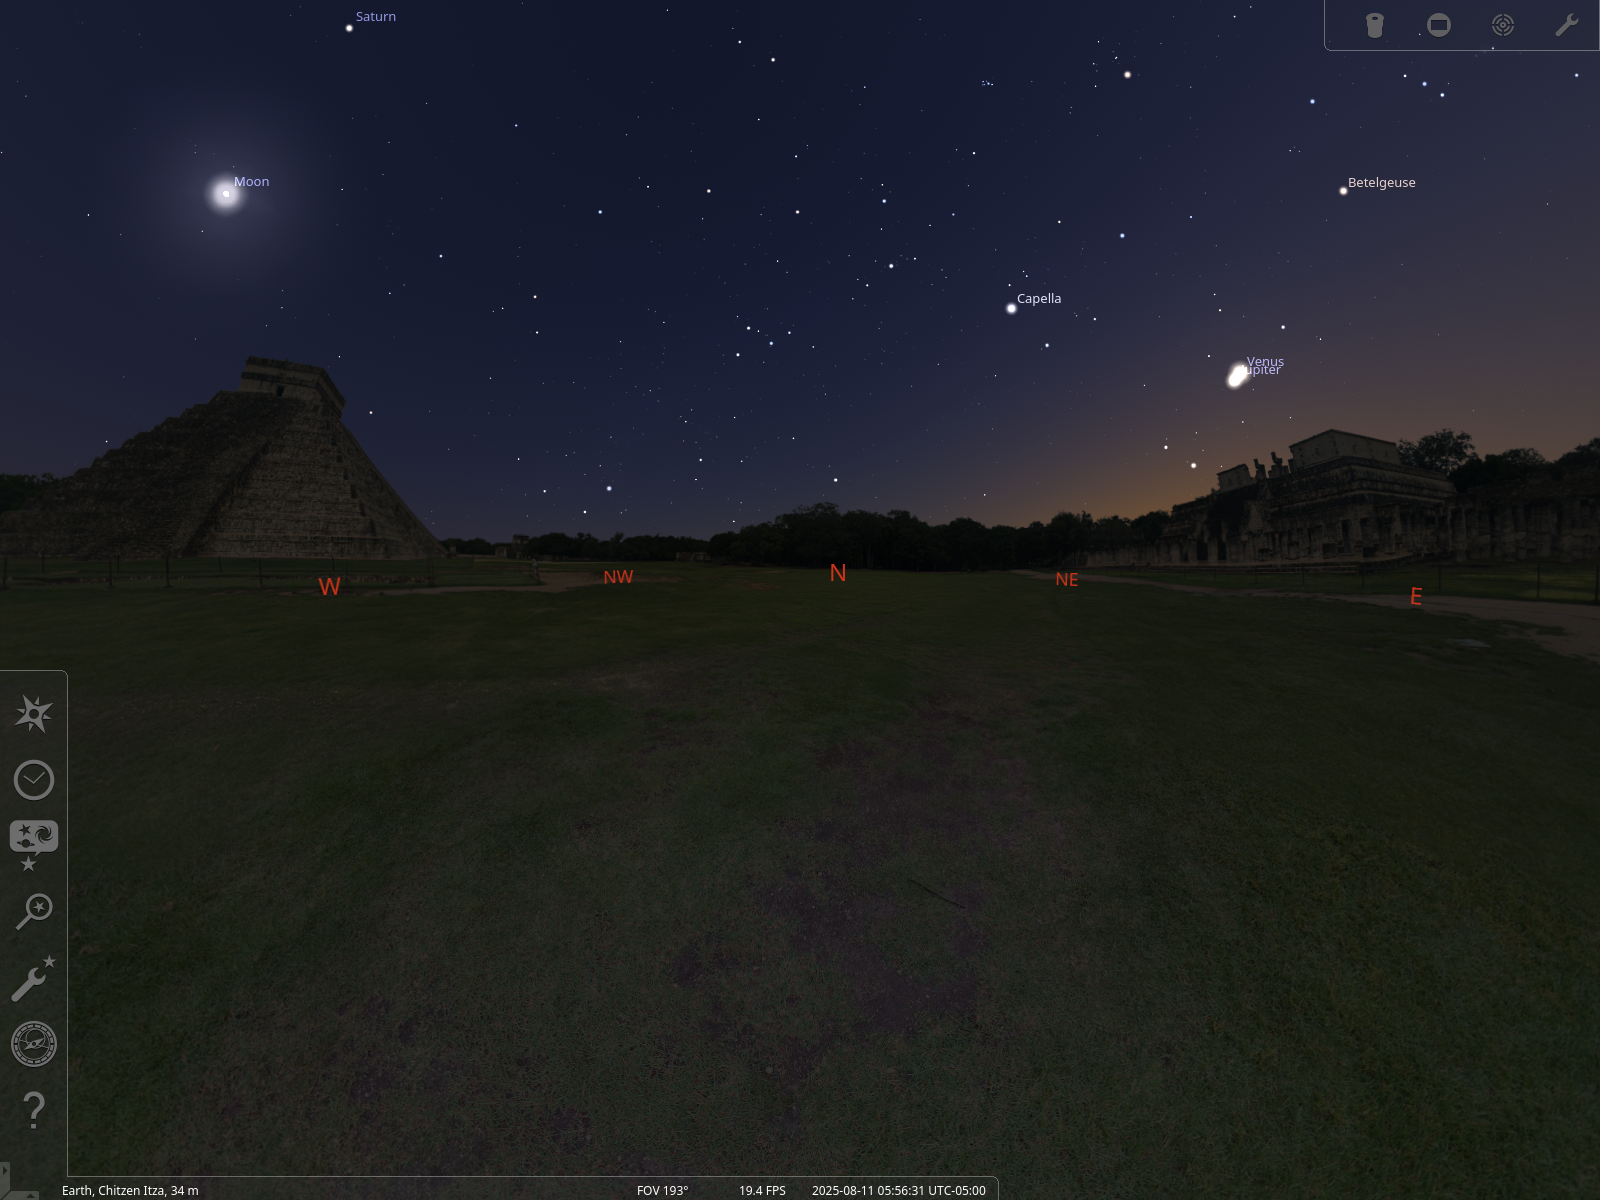 Saturn
Moon
Betelgeuse
Capella
Venus
Jupiter
W
NW
N
NE
E
Earth, Chitzen Itza, 34 m
FOV 193°
19.4 FPS
2025-08-11 05:56:31 UTC-05:00